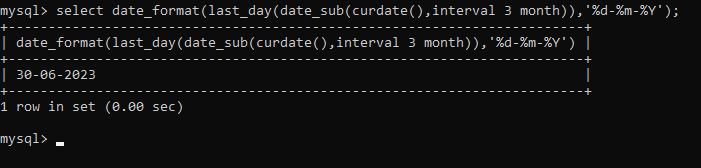 mysql> select date_format(last_day(date_sub(curdate(),interval 3 month)),'%d-%m-%Y');
+------------------------------------------------------------------------+
| date_format(last_day(date_sub(curdate(),interval 3 month)),'%d-%m-%Y') |
+------------------------------------------------------------------------+
| 30-06-2023                                                             |
+------------------------------------------------------------------------+
1 row in set (0.00 sec)
mysql> _